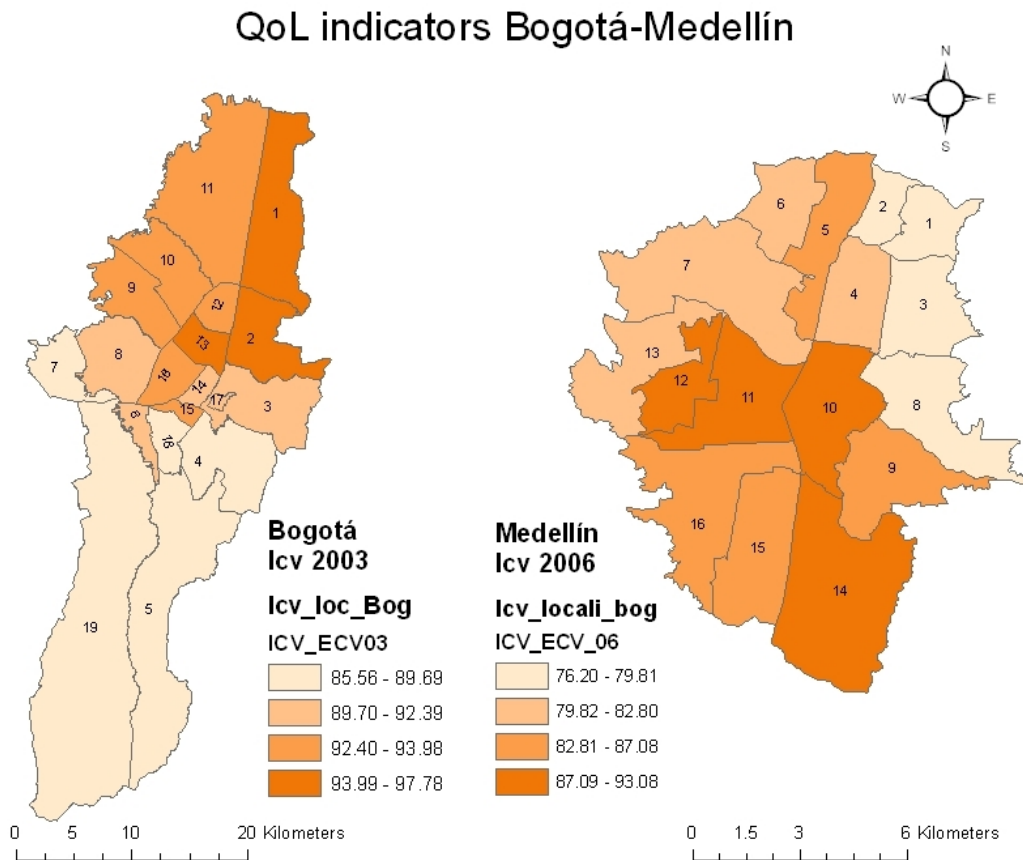 QoL indicators Bogotá-Medellín
N
W
E
S
11
1
10
9
12
13
2
8
7
16
14
17
15
3
6
18
4
5
19
6
5
2
1
7
4
3
13
12
11
10
8
9
16
15
14
Bogotá
Icv 2003
Icv_loc_Bog
ICV_ECV03
85.56 - 89.69
89.70 - 92.39
92.40 - 93.98
93.99 - 97.78
Medellín
Icv 2006
Icv_locali_bog
ICV_ECV_06
76.20 - 79.81
79.82 - 82.80
82.81 - 87.08
87.09 - 93.08
0 5 10 20 Kilometers
0 1.5 3 6 Kilometers